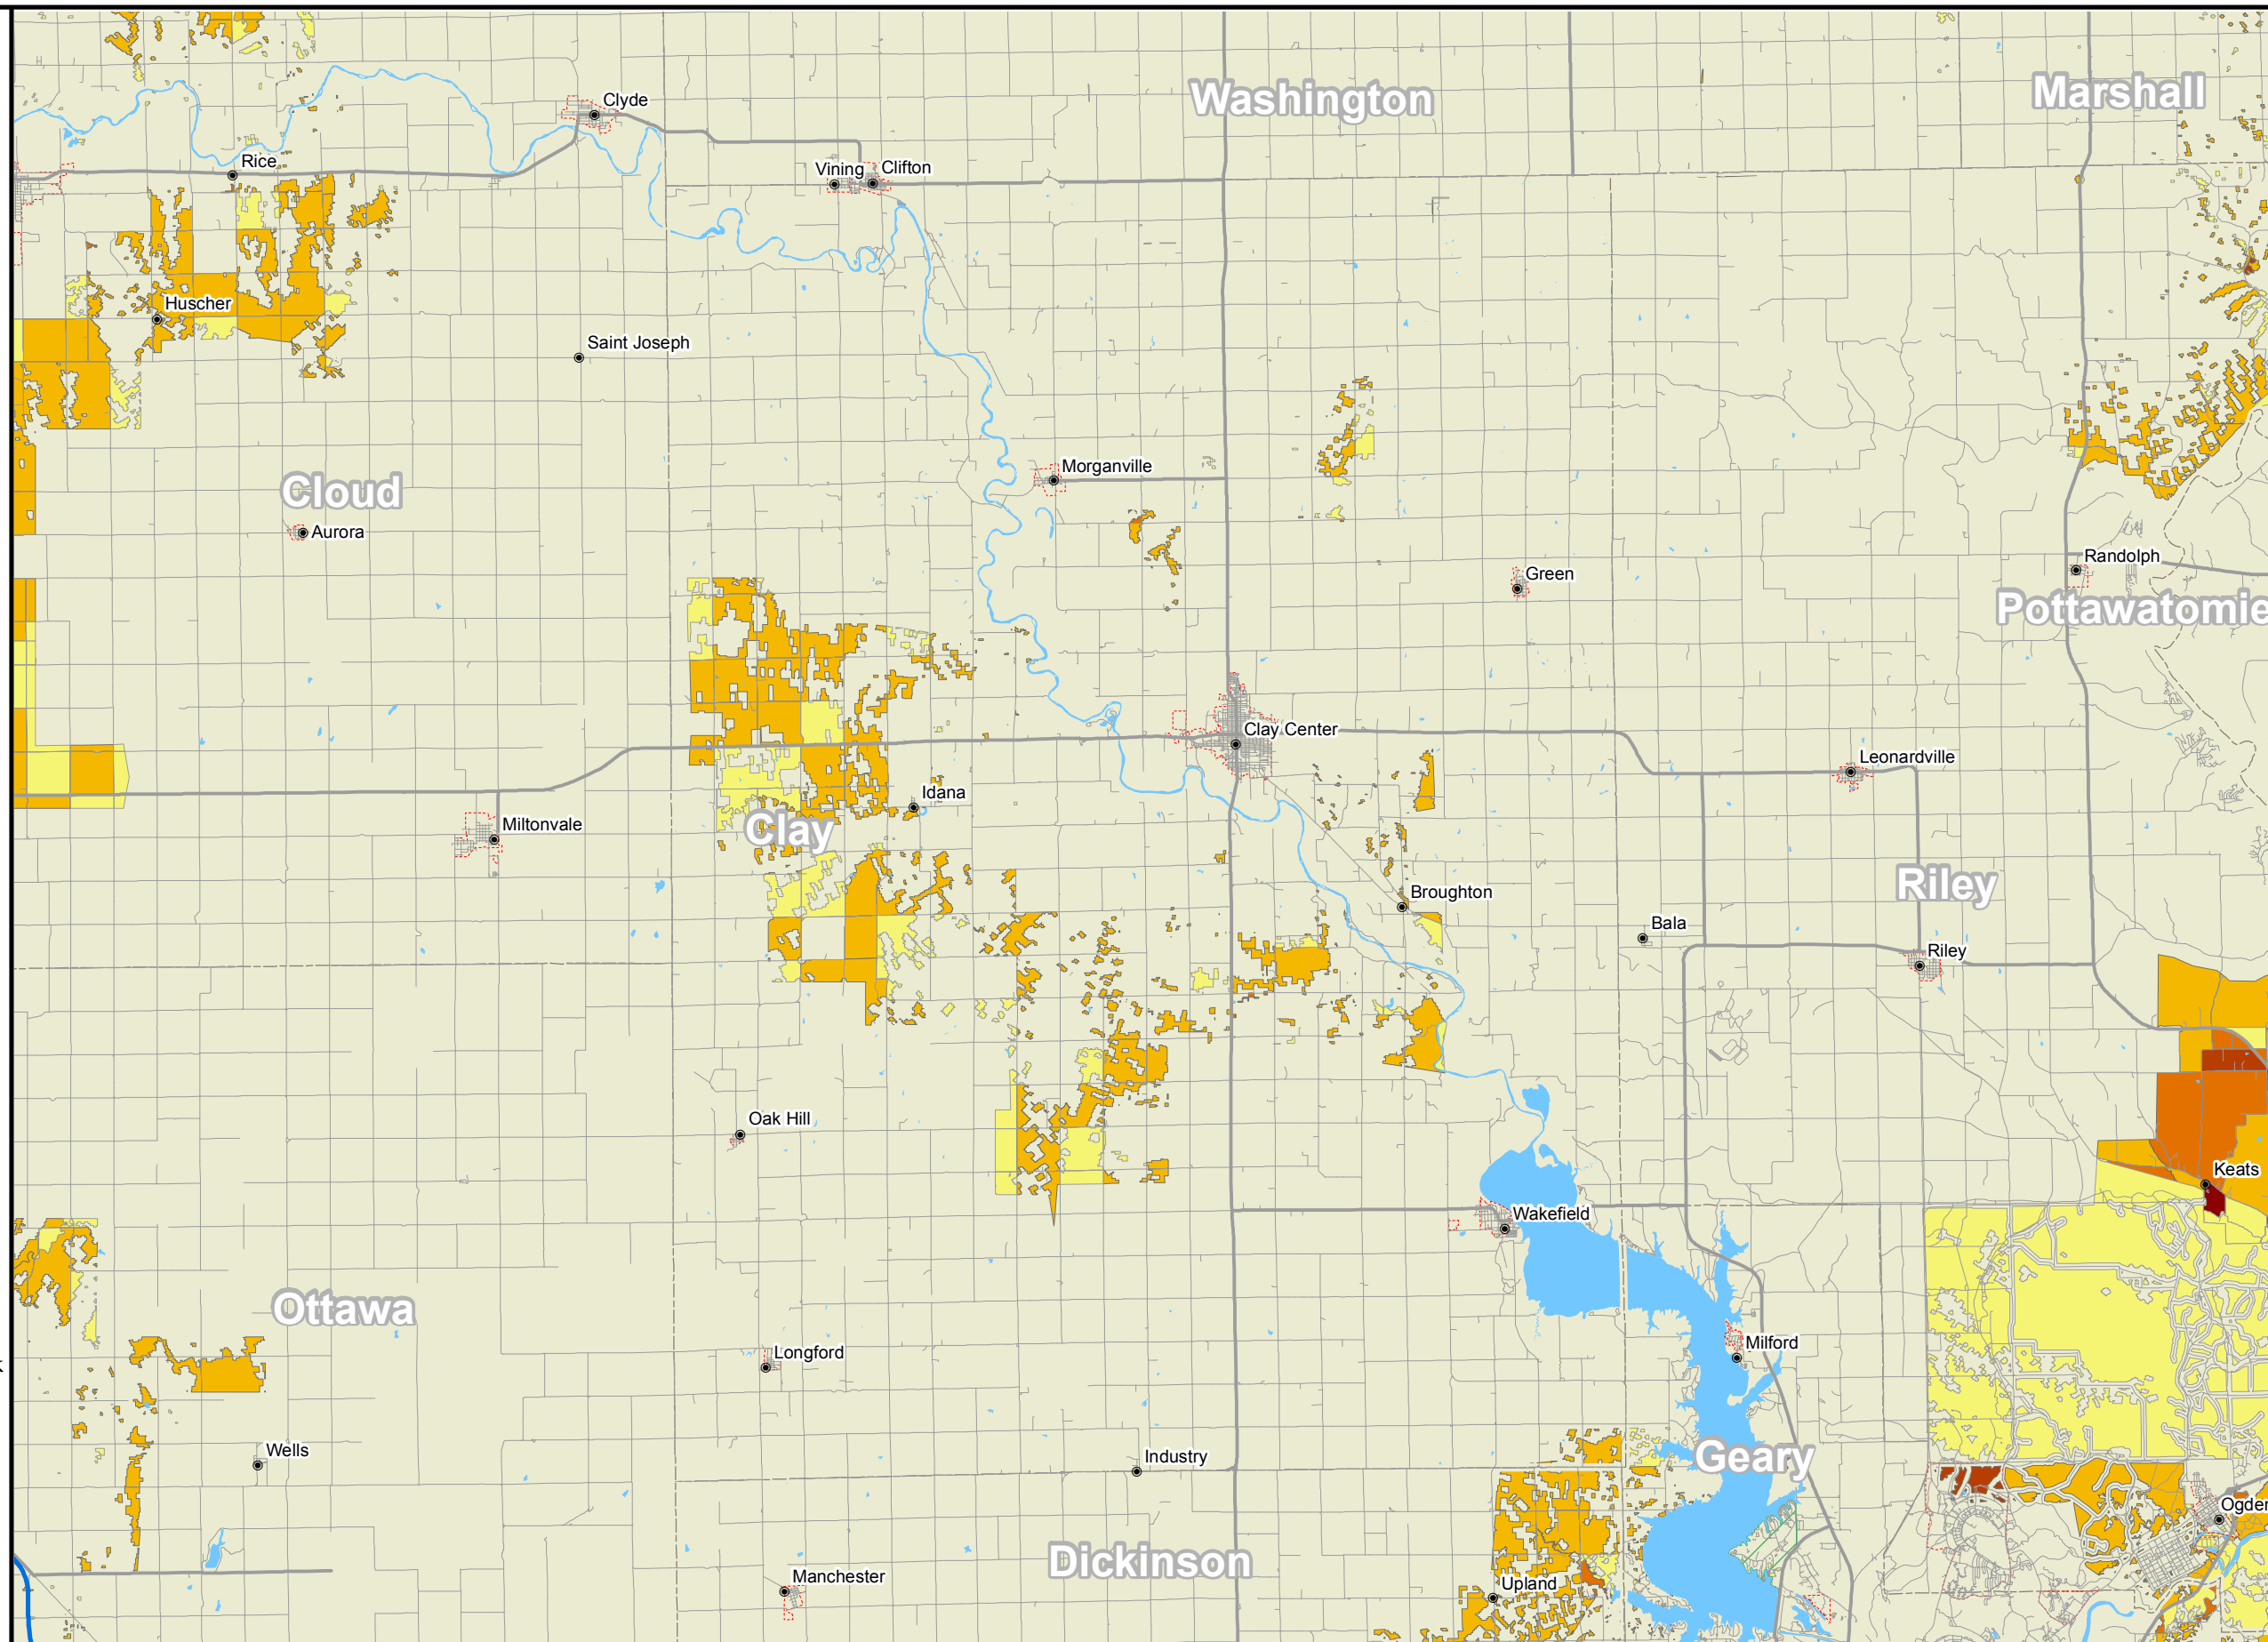 Washington
Marshall
Clyde
Rice
Vining
Clifton
Huscher
Saint Joseph
Morganville
Cloud
Aurora
Green
Randolph
Pottawatomie
Clay Center
Leonardville
Idana
Miltonvale
Clay
Riley
Broughton
Bala
Riley
Oak Hill
Keats
Wakefield
Ottawa
Milford
Longford
Wells
Industry
Geary
Ogden
Dickinson
Manchester
Upland